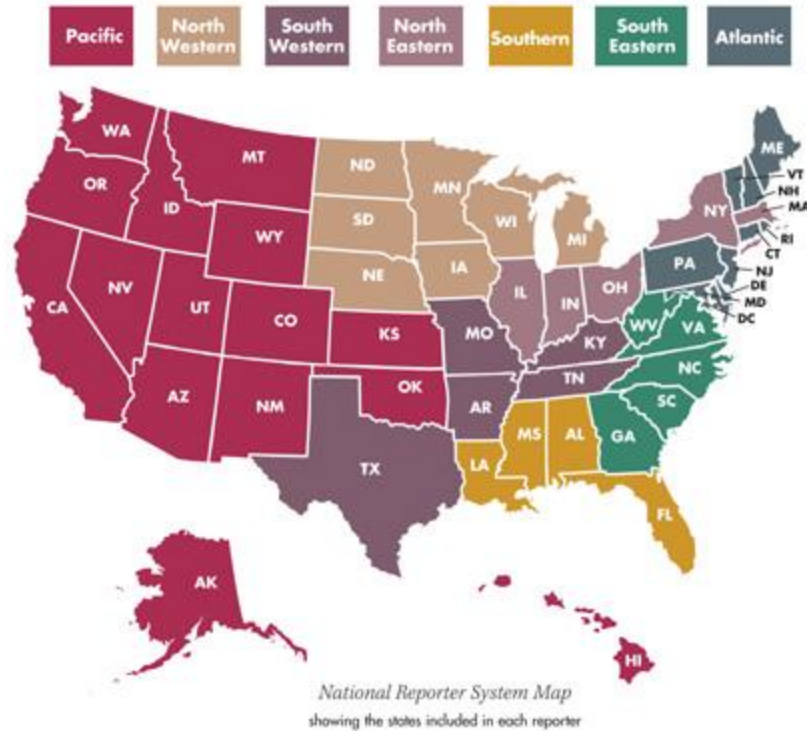 Pacific
North
Western
South
Western
North
Eastern
Southern
South
Eastern
Atlantic
WA
MT
ND
MN
ME
VT
NH
MA
OR
ID
SD
WI
MI
NY
RI
CT
WY
NE
IA
PA
NJ
DE
MD
DC
NV
UT
CO
IL
IN
OH
CA
KS
MO
WV
VA
KY
AZ
NM
OK
AR
TN
NC
SC
TX
LA
MS
AL
GA
FL
AK
HI
National Reporter System Map
showing the states included in each reporter